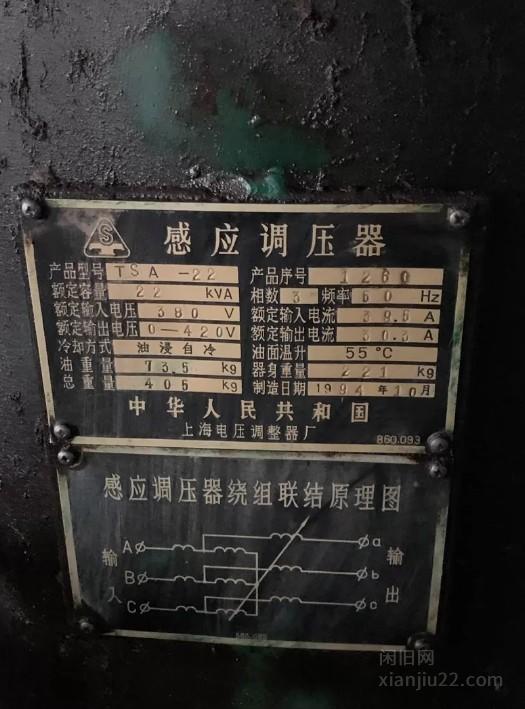 S
感应调压器
产品型号 TSA-22 产品序号 1260
额定容量 22 kVA 相数 3 频率 50 Hz
额定输入电压 380 V 额定输入电流 39.5 A
额定输出电压 0—420V 额定输出电流 30.3 A
冷却方式 油浸自冷 油面温升 55°C
油重量 73.5 kg 器身重量 221 kg
总重量 405 kg 制造日期 1994年10月
中华人民共和国
上海电压调整器厂 860.093
感应调压器绕组联结原理图
输入 A B C
输出 a b c
闲旧网
xianjiu22.com